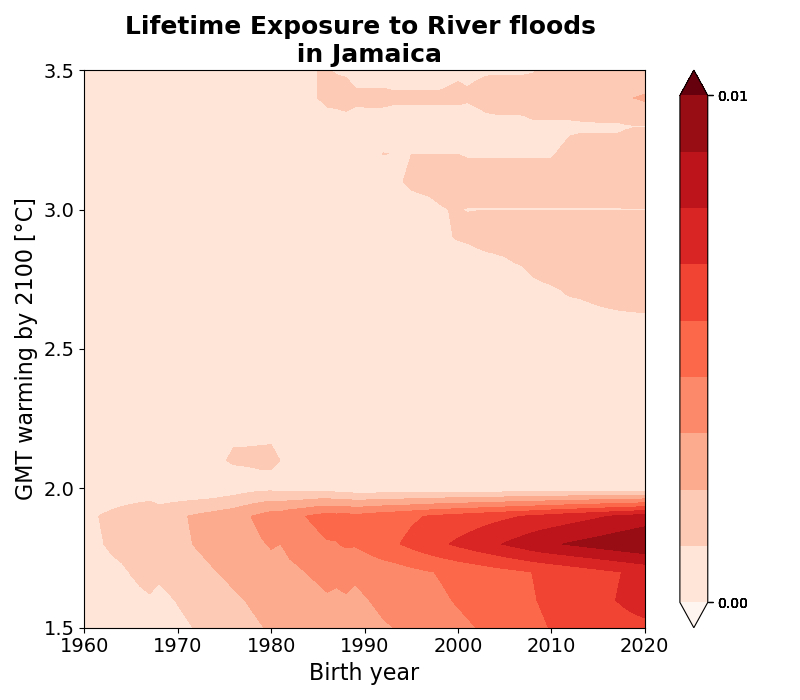 Lifetime Exposure to River floods
in Jamaica
GMT warming by 2100 [°C]
3.5
3.0
2.5
2.0
1.5
1960 1970 1980 1990 2000 2010 2020
Birth year
0.01
0.00